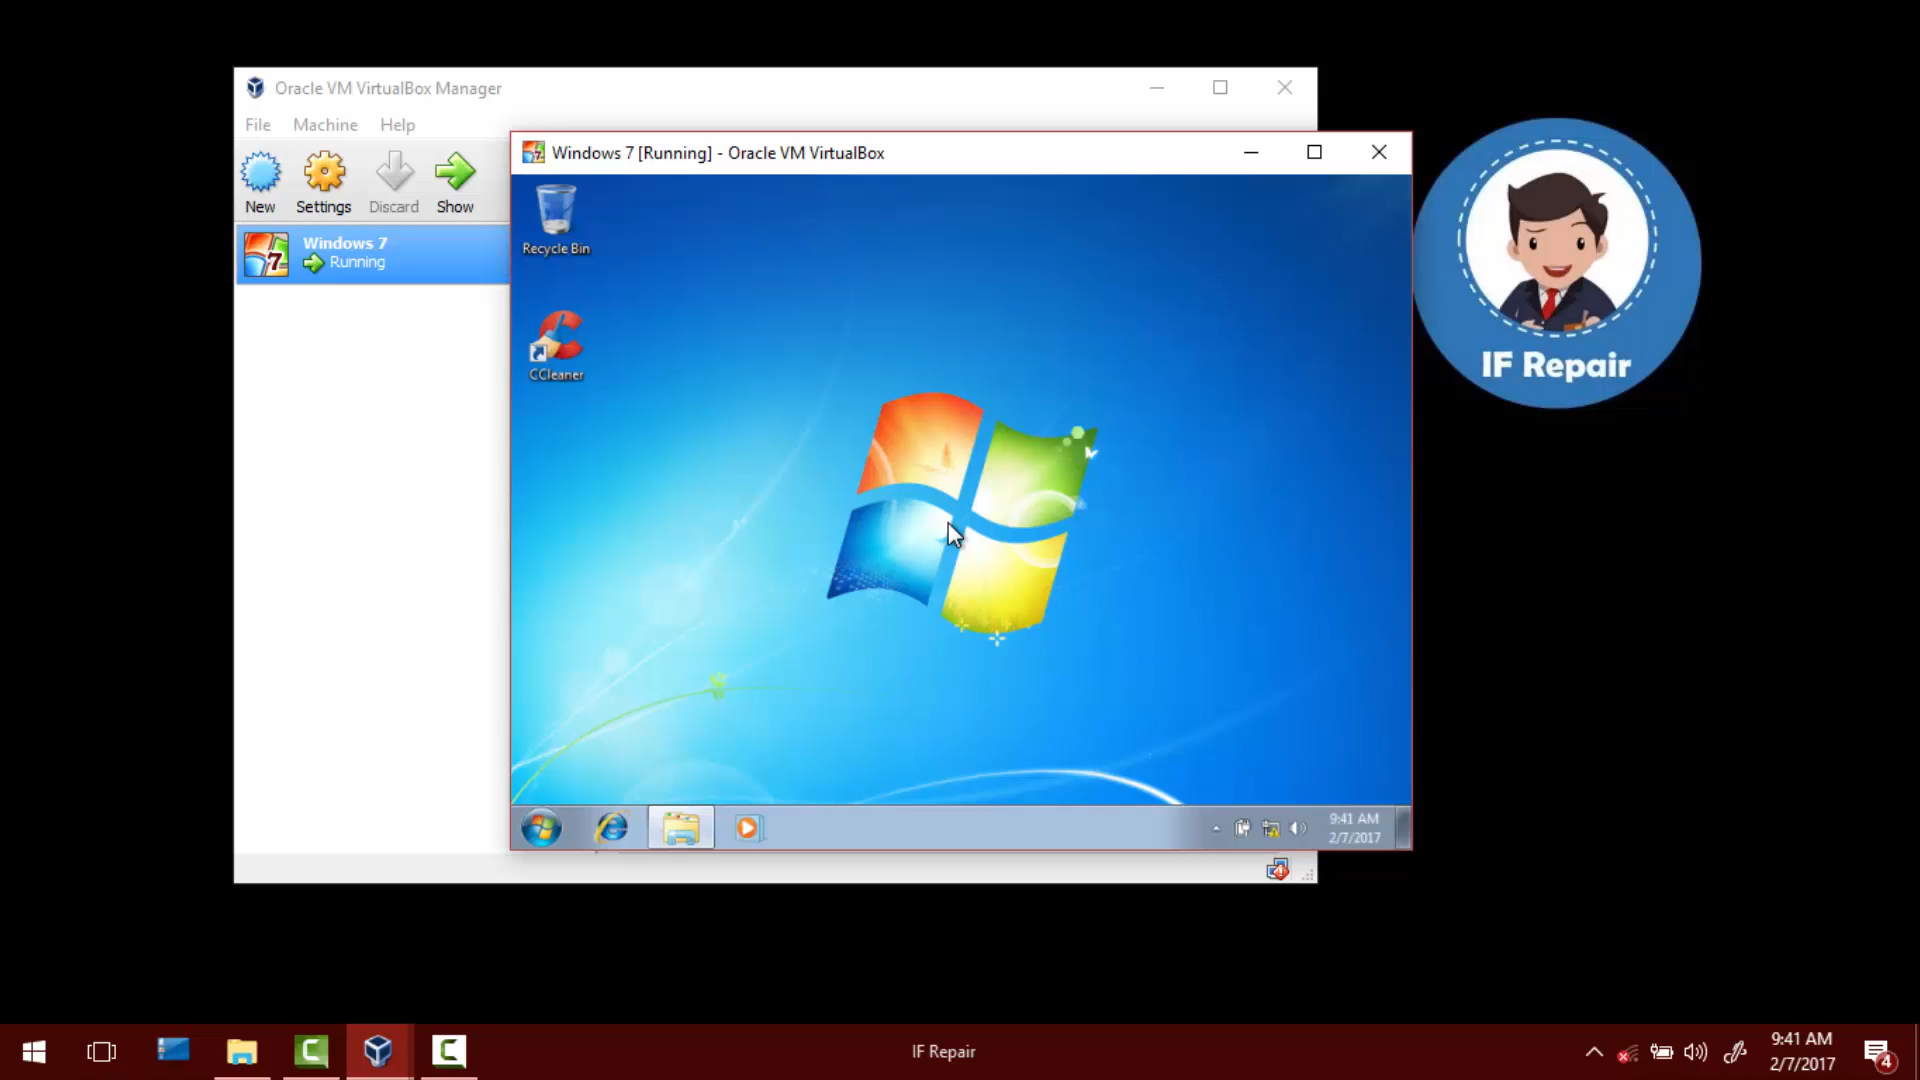 Oracle VM VirtualBox Manager
File Machine Help
New Settings Discard Show
Windows 7
Running
Windows 7 [Running] - Oracle VM VirtualBox
Recycle Bin
CCleaner
9:41 AM
2/7/2017
IF Repair
IF Repair
9:41 AM
2/7/2017
4